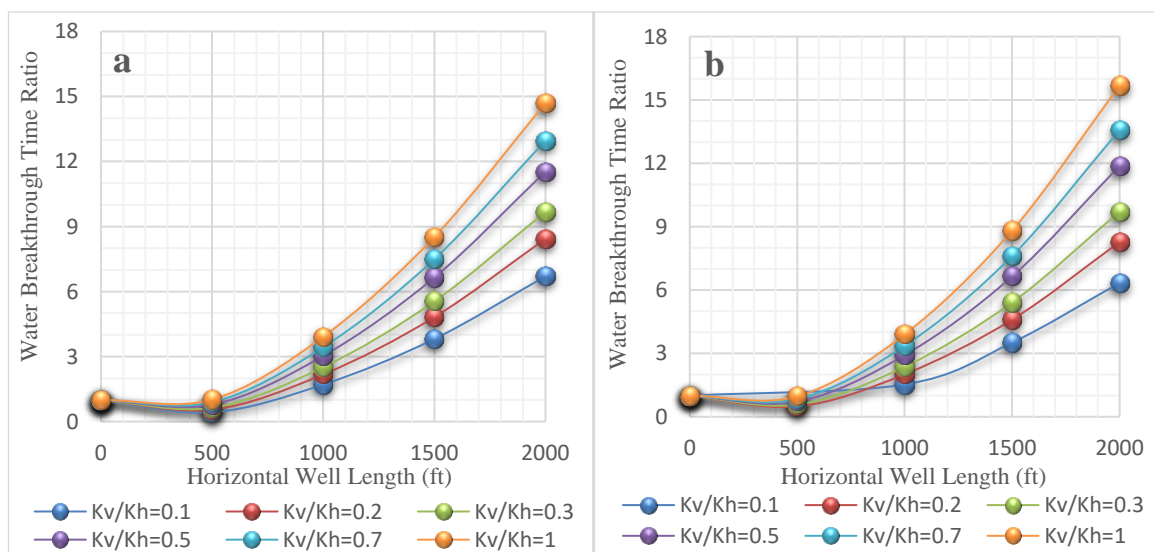 a
Water Breakthrough Time Ratio
18
15
12
9
6
3
0
0 500 1000 1500 2000
Horizontal Well Length (ft)
Kv/Kh=0.1 Kv/Kh=0.2 Kv/Kh=0.3
Kv/Kh=0.5 Kv/Kh=0.7 Kv/Kh=1
b
Water Breakthrough Time Ratio
18
15
12
9
6
3
0
0 500 1000 1500 2000
Horizontal Well Length (ft)
Kv/Kh=0.1 Kv/Kh=0.2 Kv/Kh=0.3
Kv/Kh=0.5 Kv/Kh=0.7 Kv/Kh=1